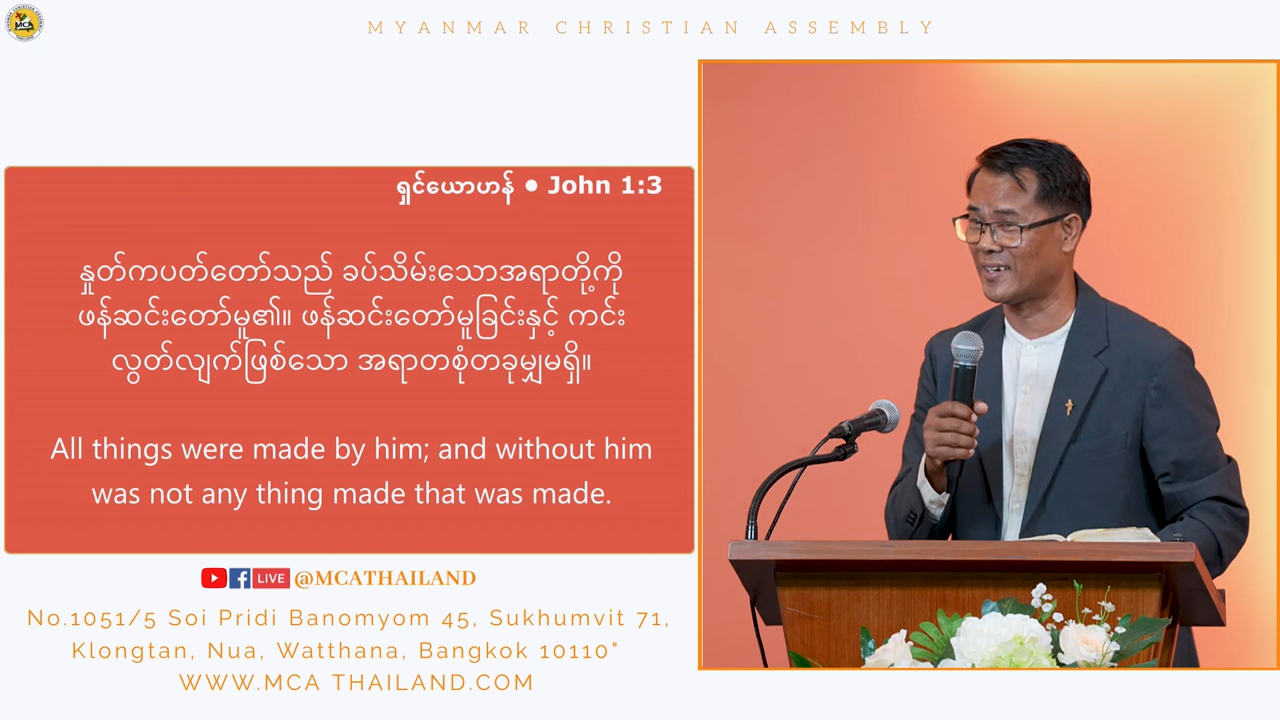 MYANMAR CHRISTIAN ASSEMBLY
MCA
ရှင်ယောဟန် • John 1:3
နှုတ်ကပတ်တော်သည် ခပ်သိမ်းသောအရာတို့ကို
ဖန်ဆင်းတော်မူ၏။ ဖန်ဆင်းတော်မူခြင်းနှင့် ကင်း
လွတ်လျက်ဖြစ်သော အရာတစုံတခုမျှမရှိ။
All things were made by him; and without him
was not any thing made that was made.
LIVE @MCATHAILAND
No.1051/5 Soi Pridi Banomyom 45, Sukhumvit 71,
Klongtan, Nua, Watthana, Bangkok 10110"
WWW.MCA THAILAND.COM